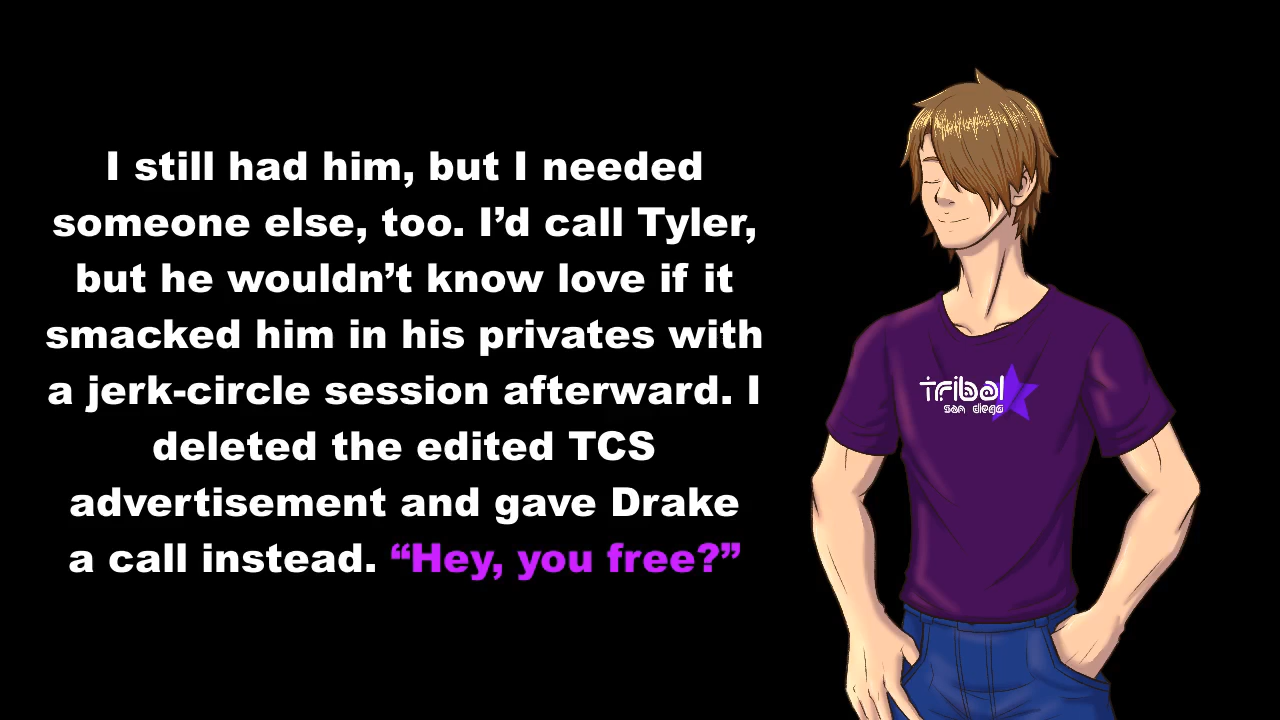 I still had him, but I needed
someone else, too. I’d call Tyler,
but he wouldn’t know love if it
smacked him in his privates with
a jerk-circle session afterward. I
deleted the edited TCS
advertisement and gave Drake
a call instead. “Hey, you free?”
tribal
san diego